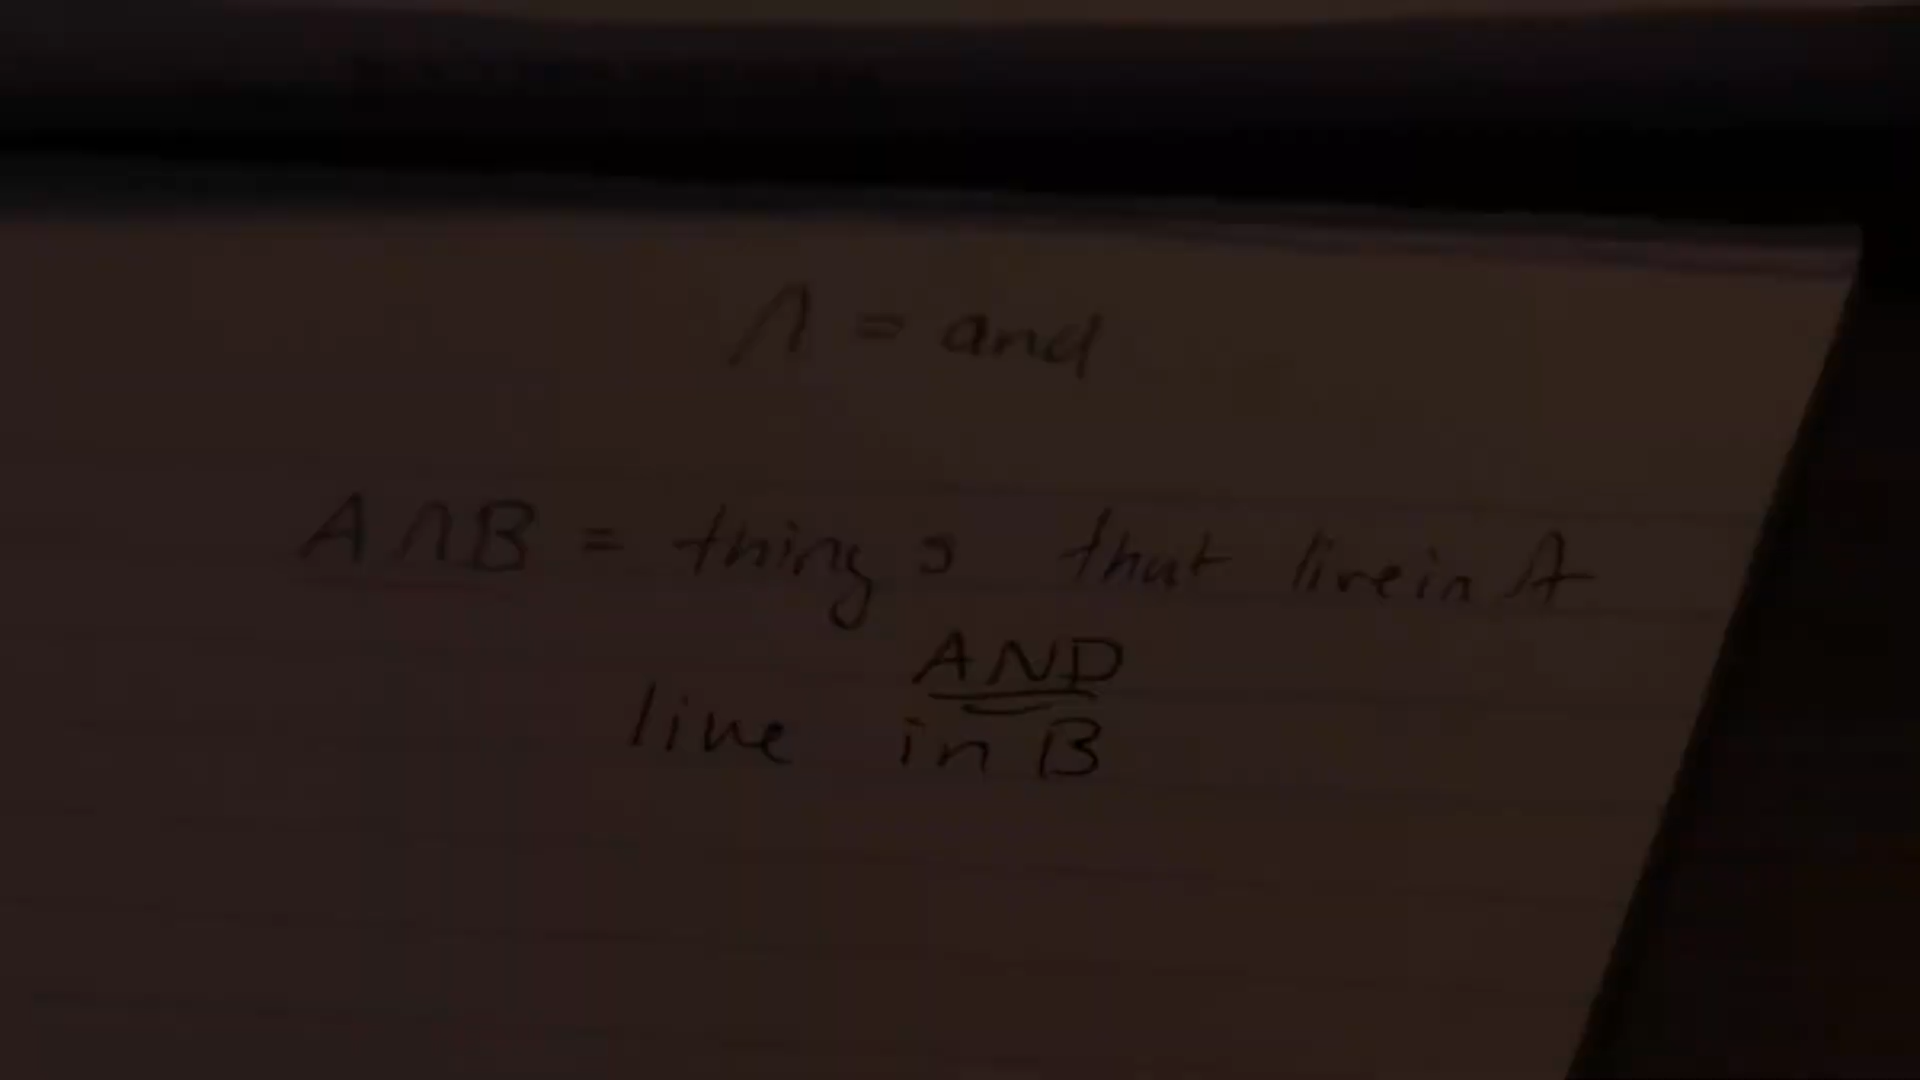 ∩ = and
A∩B = things that live in A
AND
live in B